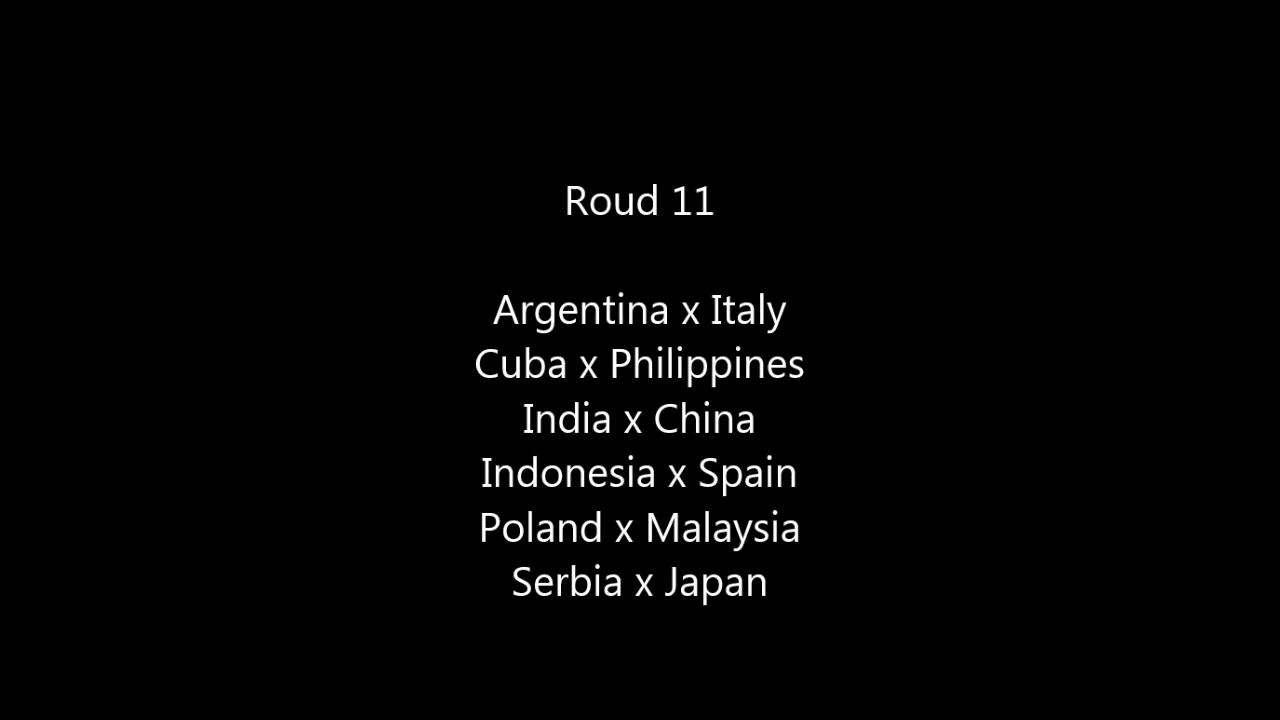 Roud 11
Argentina x Italy
Cuba x Philippines
India x China
Indonesia x Spain
Poland x Malaysia
Serbia x Japan